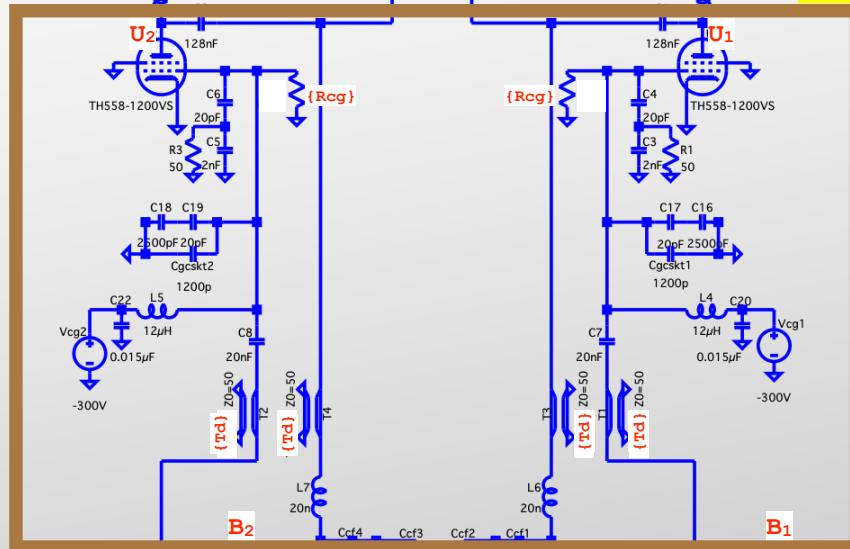 U2
U1
128nF
128nF
TH558-1200VS
TH558-1200VS
C6
{Rcg}
{Rcg}
C4
20pF
20pF
R3
C5
C3
R1
50
2nF
2nF
50
C18
C19
C17
C16
2500pF
20pF
20pF
2500pF
Cgcskt2
Cgcskt1
1200p
1200p
C22
L5
L4
C20
Vcg2
12µH
C8
C7
12µH
Vcg1
0.015µF
20nF
20nF
0.015µF
-300V
-300V
Z0=50
Z0=50
Z0=50
Z0=50
{Td}
T2
{Td}
T4
T3
{Td}
T1
{Td}
L7
L6
20n
20n
B2
Ccf4
Ccf3
Ccf2
Ccf1
B1